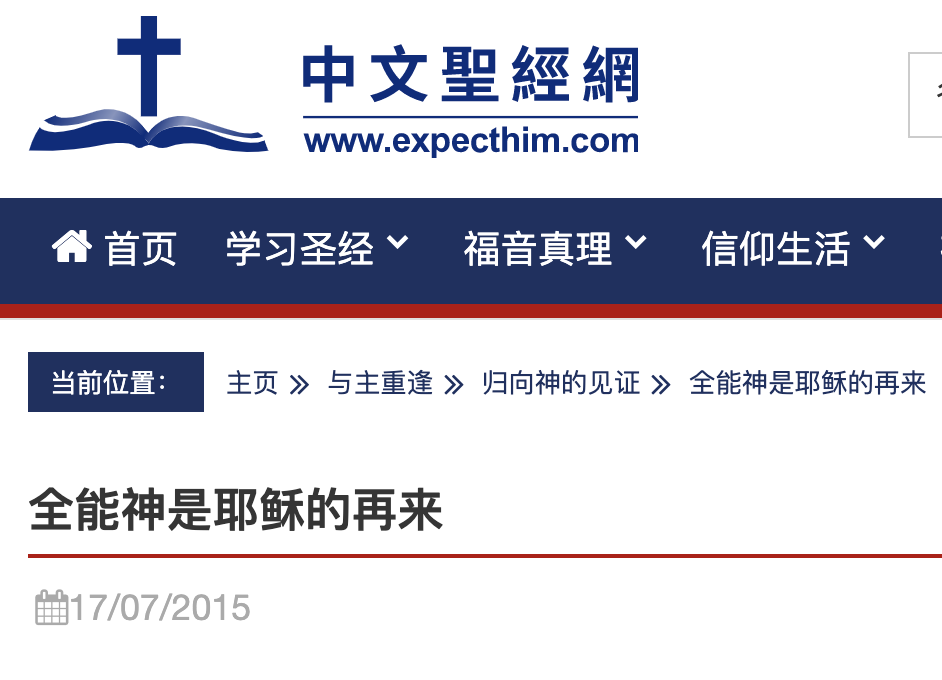 中文聖經網
www.expecthim.com
首页 学习圣经 福音真理 信仰生活
当前位置： 主页 与主重逢 归向神的见证 全能神是耶稣的再来
全能神是耶稣的再来
17/07/2015